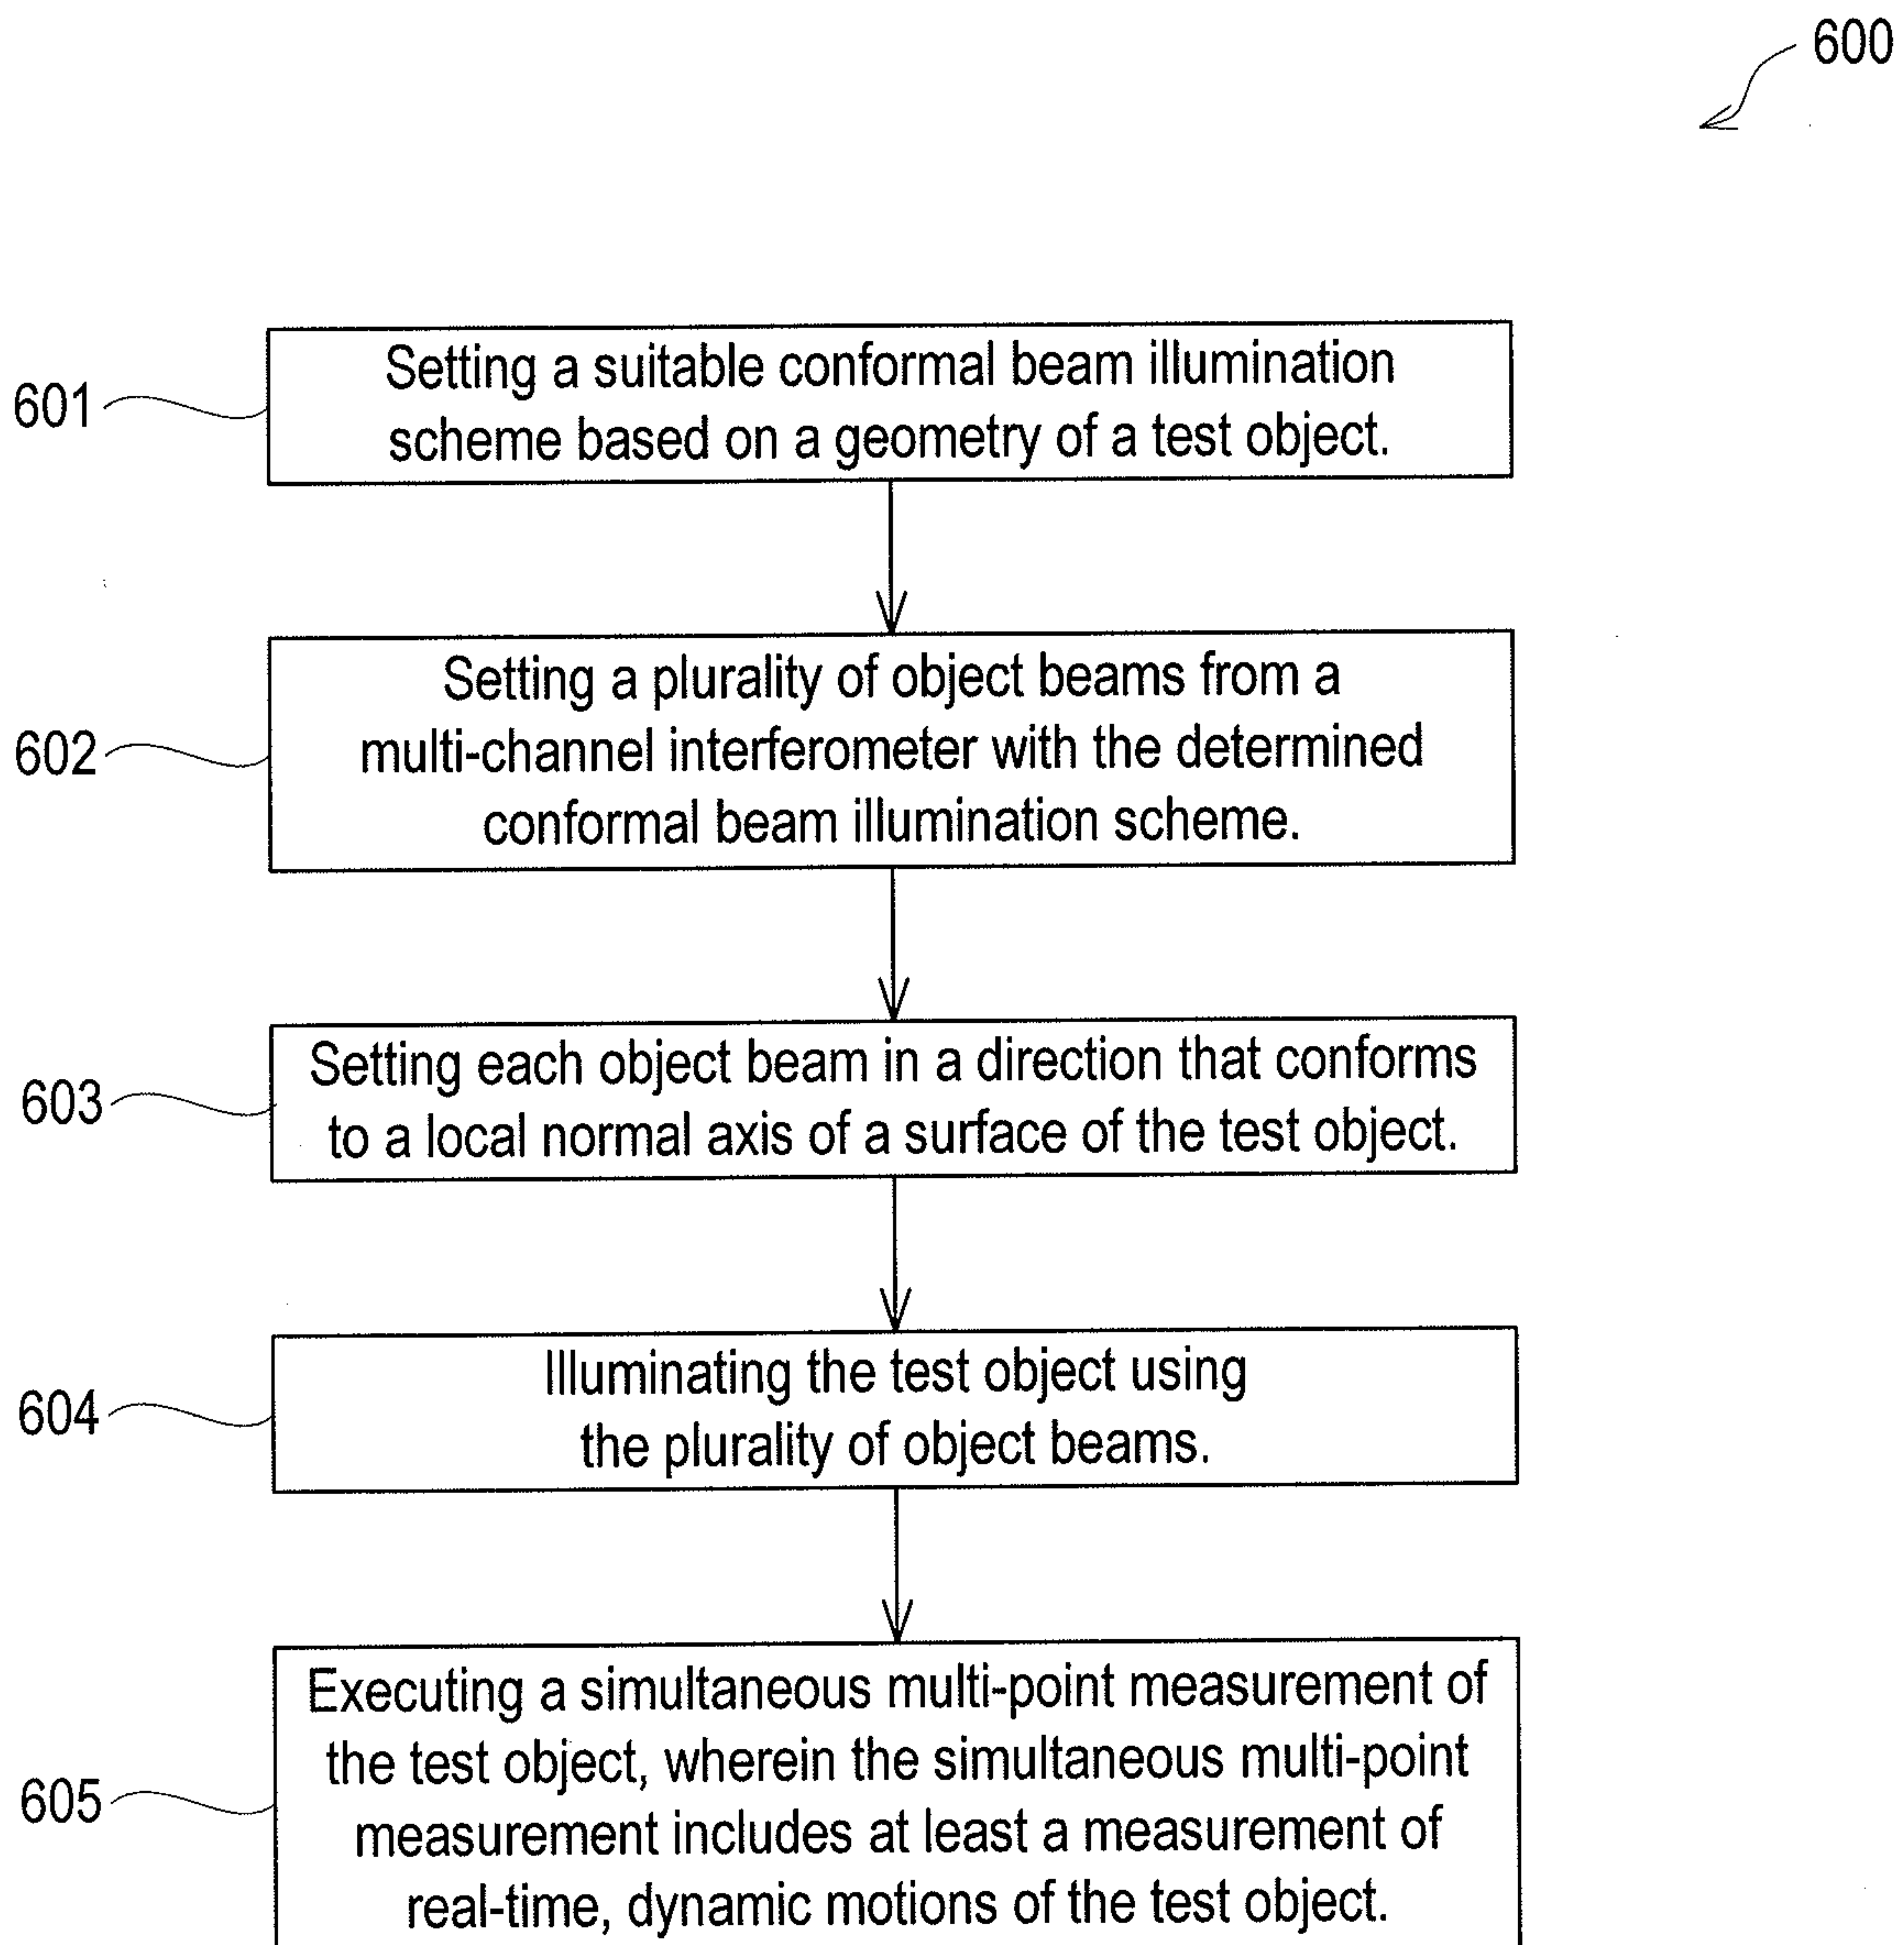 600
601
Setting a suitable conformal beam illumination
scheme based on a geometry of a test object.
602
Setting a plurality of object beams from a
multi-channel interferometer with the determined
conformal beam illumination scheme.
603
Setting each object beam in a direction that conforms
to a local normal axis of a surface of the test object.
604
Illuminating the test object using
the plurality of object beams.
605
Executing a simultaneous multi-point measurement of
the test object, wherein the simultaneous multi-point
measurement includes at least a measurement of
real-time, dynamic motions of the test object.